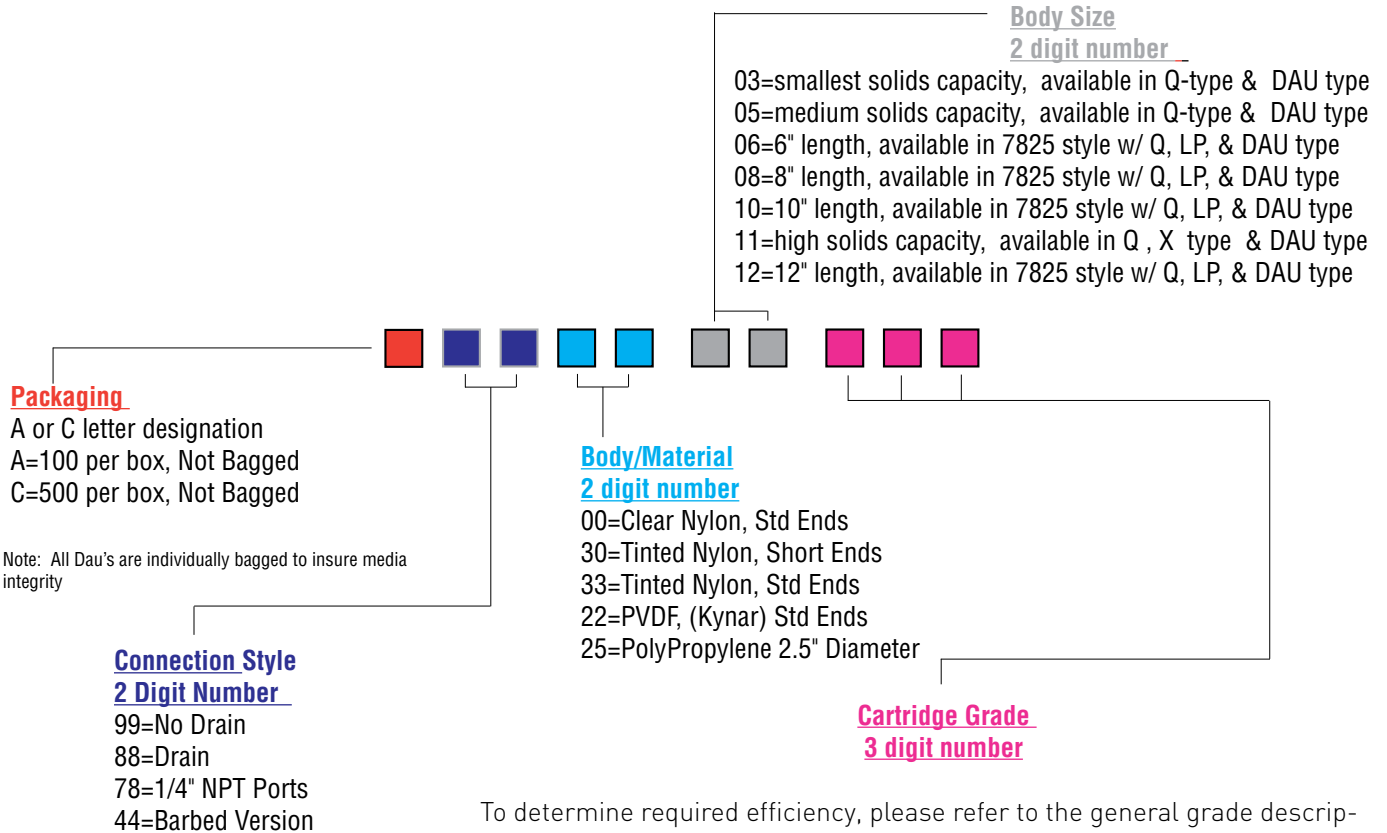 Body Size
2 digit number _
03=smallest solids capacity, available in Q-type & DAU type
05=medium solids capacity, available in Q-type & DAU type
06=6" length, available in 7825 style w/ Q, LP, & DAU type
08=8" length, available in 7825 style w/ Q, LP, & DAU type
10=10" length, available in 7825 style w/ Q, LP, & DAU type
11=high solids capacity, available in Q , X type & DAU type
12=12" length, available in 7825 style w/ Q, LP, & DAU type
Packaging
A or C letter designation
A=100 per box, Not Bagged
C=500 per box, Not Bagged
Note: All Dau's are individually bagged to insure media
integrity
Body/Material
2 digit number
00=Clear Nylon, Std Ends
30=Tinted Nylon, Short Ends
33=Tinted Nylon, Std Ends
22=PVDF, (Kynar) Std Ends
25=PolyPropylene 2.5" Diameter
Connection Style
2 Digit Number
99=No Drain
88=Drain
78=1/4" NPT Ports
44=Barbed Version
Cartridge Grade
3 digit number
To determine required efficiency, please refer to the general grade descrip-